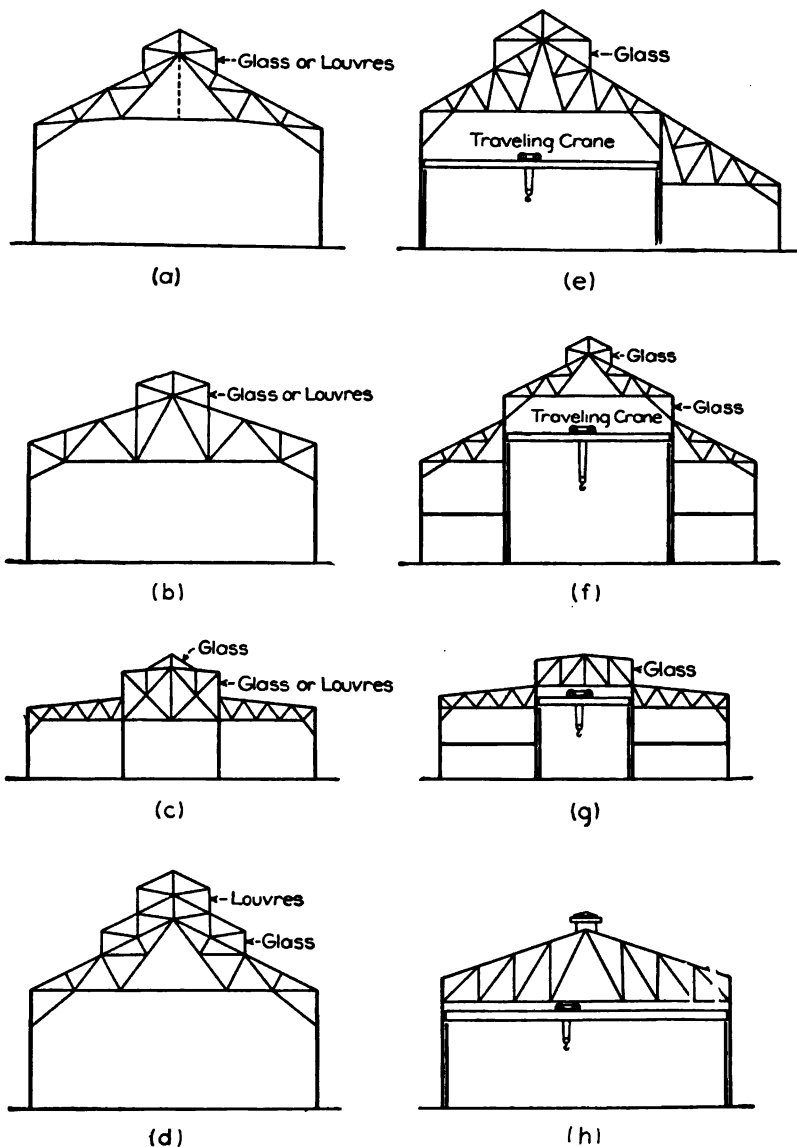 Glass or Louvres
(a)
Glass
Traveling Crane
(e)
Glass or Louvres
(b)
Glass
Glass
Traveling Crane
(f)
Glass
Glass or Louvres
(c)
Glass
(g)
Louvres
Glass
(d)
(h)